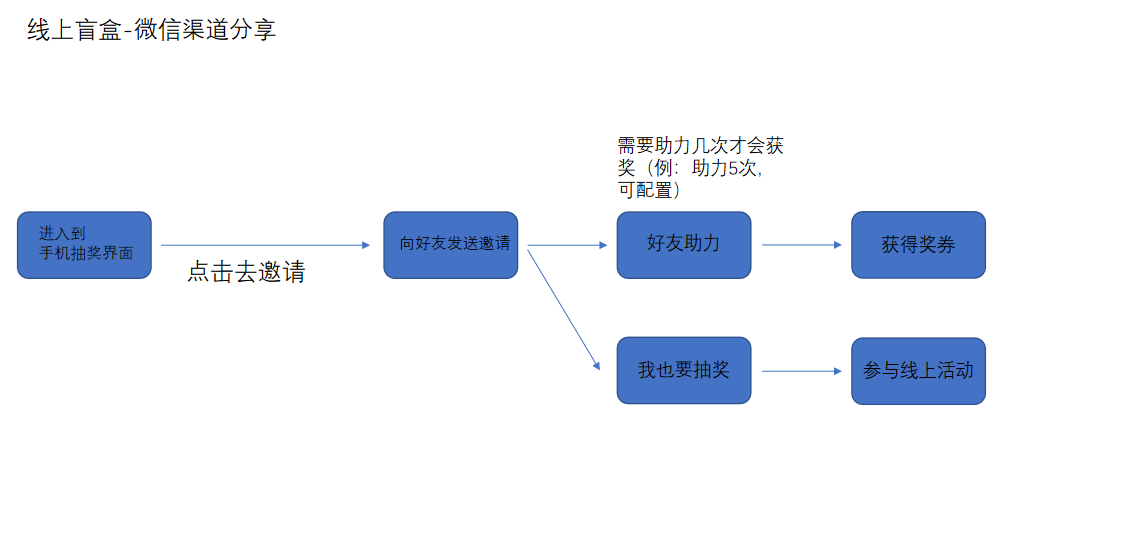 线上盲盒-微信渠道分享
需要助力几次才会获
奖（例：助力5次，
可配置）
进入到
手机抽奖界面
点击去邀请
向好友发送邀请
好友助力
获得奖券
我也要抽奖
参与线上活动